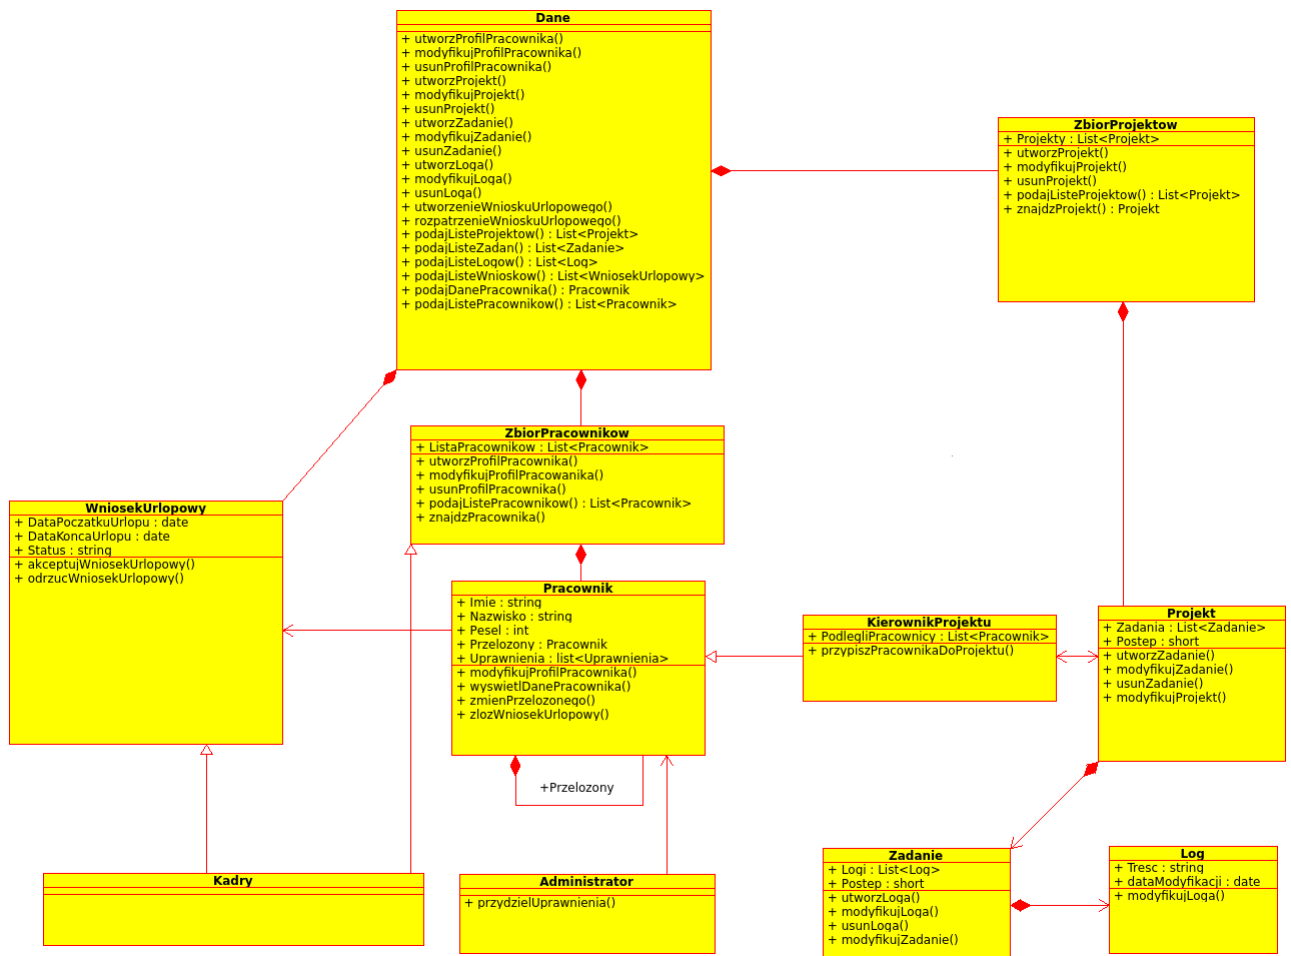 Dane
+ utworzProfilPracownika()
+ modyfikujProfilPracownika()
+ usunProfilPracownika()
+ utworzProjekt()
+ modyfikujProjekt()
+ usunProjekt()
+ utworzZadanie()
+ modyfikujZadanie()
+ usunZadanie()
+ utworzLoga()
+ modyfikujLoga()
+ usunLoga()
+ utworzenieWnioskuUrlopowego()
+ rozpatrzenieWnioskuUrlopowego()
+ podajListeProjektow() : List<Projekt>
+ podajListeZadan() : List<Zadanie>
+ podajListeLogow() : List<Log>
+ podajListeWnioskow() : List<WniosekUrlopowy>
+ podajDanePracownika() : Pracownik
+ podajListePracownikow() : List<Pracownik>
ZbiorProjektow
+ Projekty : List<Projekt>
+ utworzProjekt()
+ modyfikujProjekt()
+ usunProjekt()
+ podajListeProjektow() : List<Projekt>
+ znajdzProjekt() : Projekt
ZbiorPracownikow
+ ListaPracownikow : List<Pracownik>
+ utworzProfilPracownika()
+ modyfikujProfilPracowanika()
+ usunProfilPracownika()
+ podajListePracownikow() : List<Pracownik>
+ znajdzPracownika()
WniosekUrlopowy
+ DataPoczatkuUrlopu : date
+ DataKoncaUrlopu : date
+ Status : string
+ akceptujWniosekUrlopowy()
+ odrzucWniosekUrlopowy()
Pracownik
+ Imie : string
+ Nazwisko : string
+ Pesel : int
+ Przelozony : Pracownik
+ Uprawnienia : list<Uprawnienia>
+ modyfikujProfilPracownika()
+ wyswietlDanePracownika()
+ zmienPrzelozonego()
+ zlozWniosekUrlopowy()
+Przelozony
KierownikProjektu
+ PodlegliPracownicy : List<Pracownik>
+ przypiszPracownikaDoProjektu()
Projekt
+ Zadania : List<Zadanie>
+ Postep : short
+ utworzZadanie()
+ modyfikujZadanie()
+ usunZadanie()
+ modyfikujProjekt()
Kadry
Administrator
+ przydzielUprawnienia()
Zadanie
+ Logi : List<Log>
+ Postep : short
+ utworzLoga()
+ modyfikujLoga()
+ usunLoga()
+ modyfikujZadanie()
Log
+ Tresc : string
+ dataModyfikacji : date
+ modyfikujLoga()